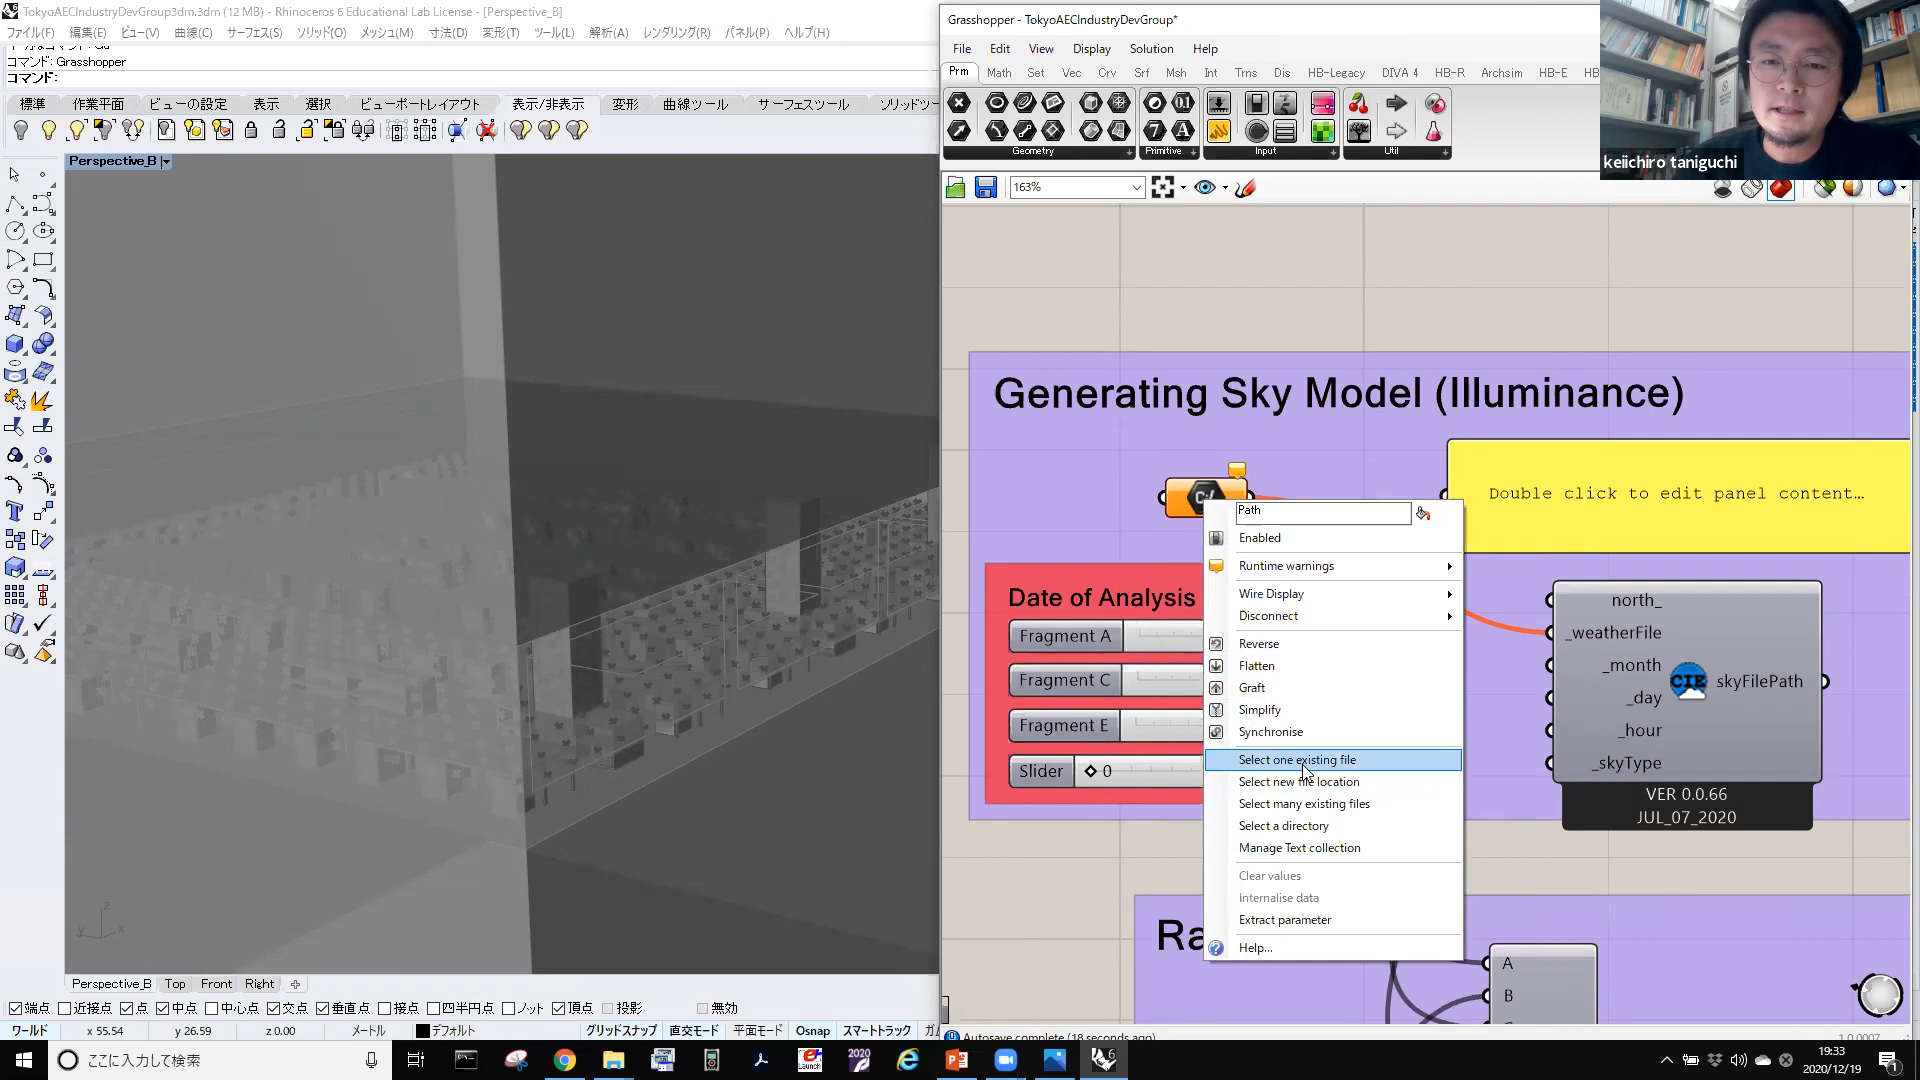 TokyoAECIndustryDevGroup3dm.3dm (12 MB) - Rhinoceros 6 Educational Lab License - [Perspective_B]
ファイル(F) 編集(E) ビュー(V) 曲線(C) サーフェス(S) ソリッド(O) メッシュ(M) 寸法(D) 変形(T) ツール(L) 解析(A) レンダリング(R) パネル(P) ヘルプ(H)
コマンド: Grasshopper
コマンド:
標準 作業平面 ビューの設定 表示 選択 ビューポートレイアウト 表示/非表示 変形 曲線ツール サーフェスツール ソリッドツー
Perspective_B
Perspective_B Top Front Right
端点 近接点 点 中点 中心点 交点 垂直点 接点 四半円点 ノット 頂点 投影 無効
ワールド x 55.54 y 26.59 z 0.00 メートル デフォルト グリッドスナップ 直交モード 平面モード Osnap スマートトラック ガム
Grasshopper - TokyoAECIndustryDevGroup*
File Edit View Display Solution Help
Prm Math Set Vec Crv Srf Msh Int Trns Dis HB-Legacy DIVA 4 HB-R Archsim HB-E HB
Geometry Primitive Input Util
163%
keiichiro taniguchi
Generating Sky Model (Illuminance)
Double click to edit panel content…
Date of Analysis
Fragment A
Fragment C
Fragment E
Slider 0
Path
Enabled
Runtime warnings
Wire Display
Disconnect
Reverse
Flatten
Graft
Simplify
Synchronise
Select one existing file
Select new file location
Select many existing files
Select a directory
Manage Text collection
Clear values
Internalise data
Extract parameter
Help...
north_
_weatherFile
_month
_day
_hour
_skyType
CIE
skyFilePath
VER 0.0.66
JUL_07_2020
Ra
A
B
Autosave complete (18 seconds ago)
1.0.0007
ここに入力して検索
19:33
2020/12/19